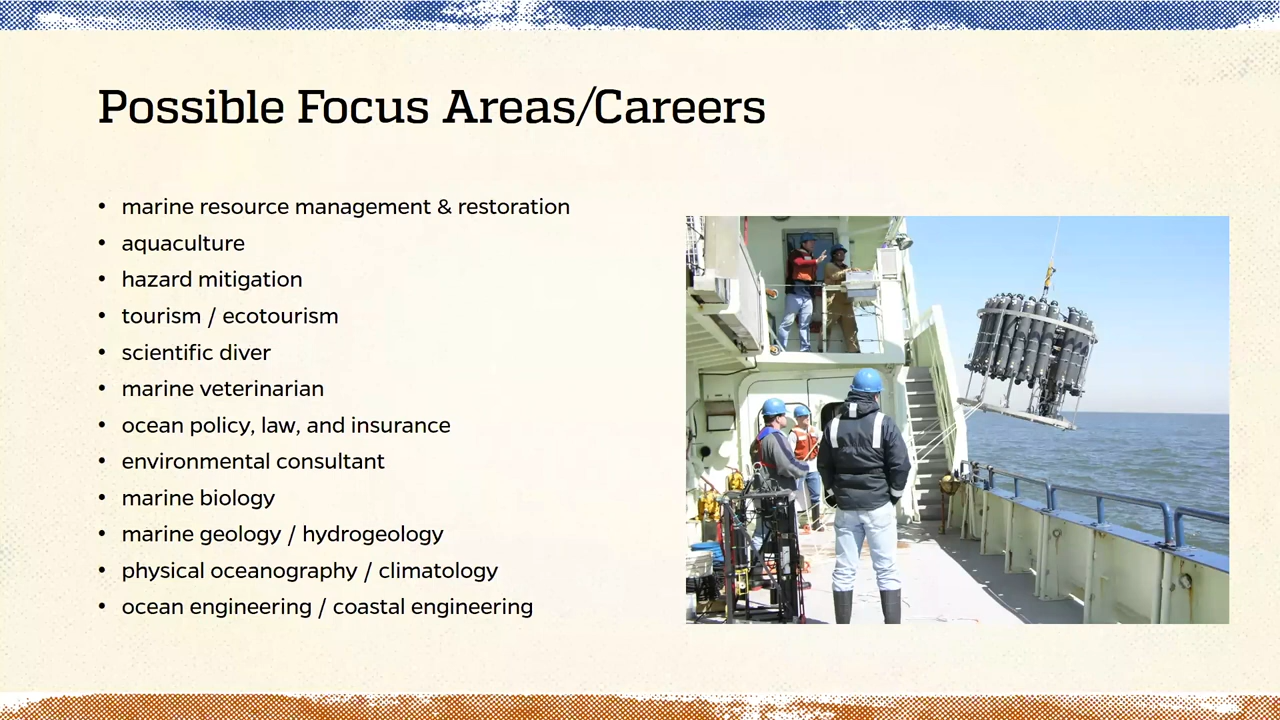 Possible Focus Areas/Careers
• marine resource management & restoration
• aquaculture
• hazard mitigation
• tourism / ecotourism
• scientific diver
• marine veterinarian
• ocean policy, law, and insurance
• environmental consultant
• marine biology
• marine geology / hydrogeology
• physical oceanography / climatology
• ocean engineering / coastal engineering